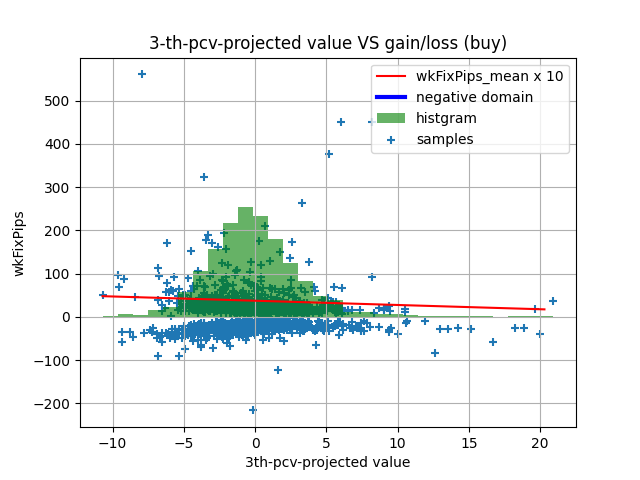 3-th-pcv-projected value VS gain/loss (buy)
wkFixPips_mean x 10
negative domain
histgram
samples
wkFixPips
500
400
300
200
100
0
−100
−200
−10
−5
0
5
10
15
20
3th-pcv-projected value